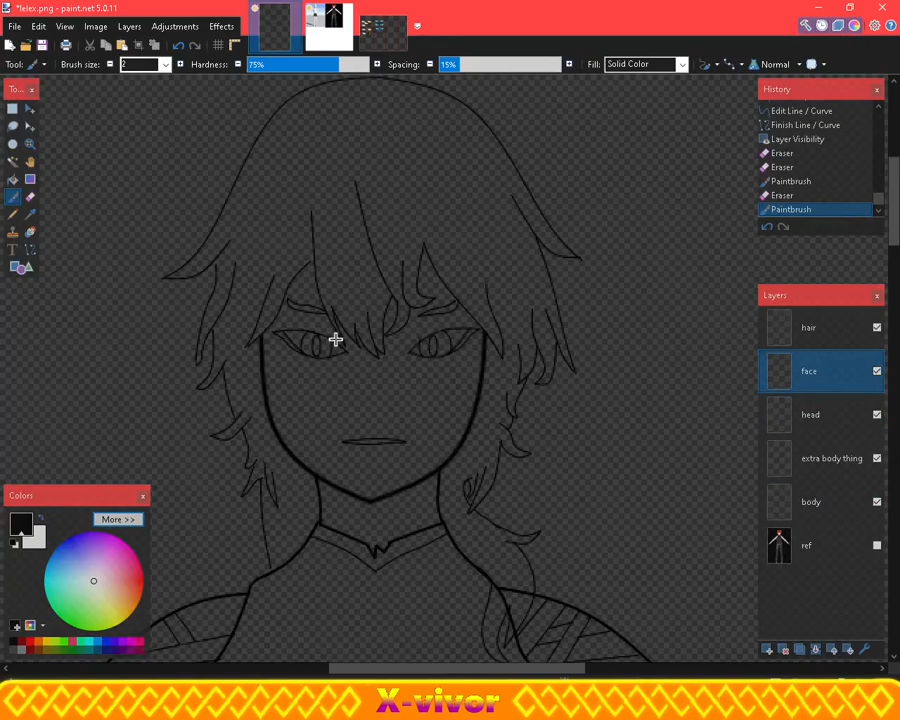 *lelex.png - paint.net 5.0.11
File Edit View Image Layers Adjustments Effects
Tool: Brush size: 2 Hardness: 75% Spacing: 15% Fill: Solid Color Normal
To...
History
Edit Line / Curve
Finish Line / Curve
Layer Visibility
Eraser
Eraser
Paintbrush
Eraser
Paintbrush
Layers
hair
face
head
extra body thing
body
ref
Colors
More >>
X-vivor